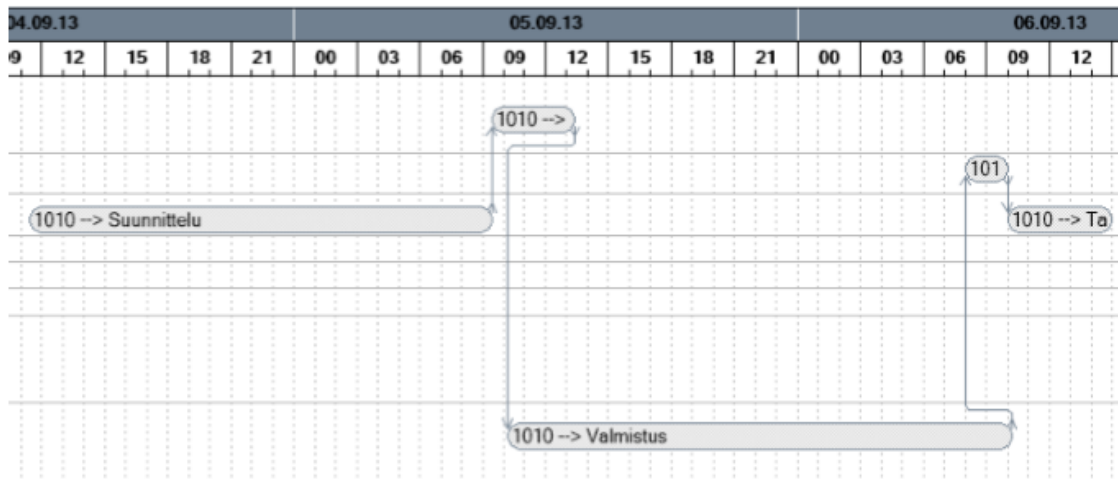 04.09.13 05.09.13 06.09.13
09 12 15 18 21 00 03 06 09 12 15 18 21 00 03 06 09 12
1010 -->
101
1010 --> Suunnittelu 1010 --> Ta
1010 --> Valmistus